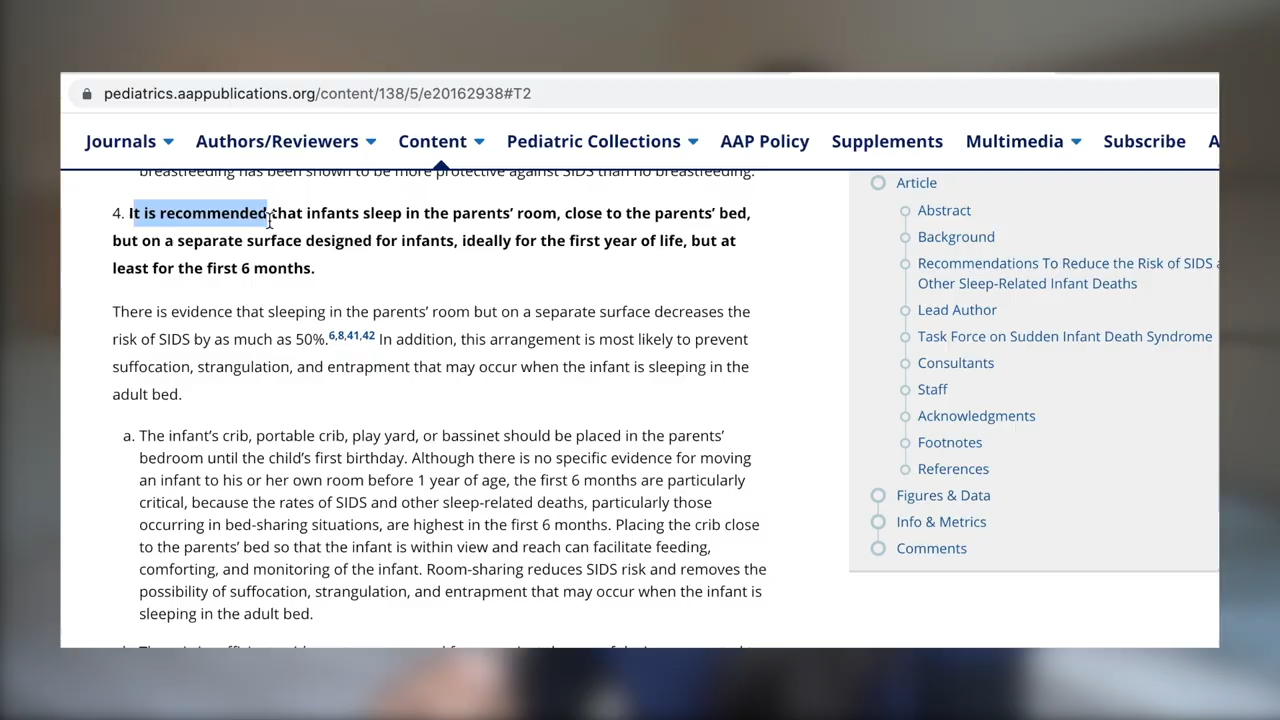 pediatrics.aappublications.org/content/138/5/e20162938#T2
Journals Authors/Reviewers Content Pediatric Collections AAP Policy Supplements Multimedia Subscribe A
breastfeeding has been shown to be more protective against SIDS than no breastfeeding.
4. It is recommended that infants sleep in the parents’ room, close to the parents’ bed,
but on a separate surface designed for infants, ideally for the first year of life, but at
least for the first 6 months.
There is evidence that sleeping in the parents’ room but on a separate surface decreases the
risk of SIDS by as much as 50%.6,8,41,42 In addition, this arrangement is most likely to prevent
suffocation, strangulation, and entrapment that may occur when the infant is sleeping in the
adult bed.
a. The infant’s crib, portable crib, play yard, or bassinet should be placed in the parents’
bedroom until the child’s first birthday. Although there is no specific evidence for moving
an infant to his or her own room before 1 year of age, the first 6 months are particularly
critical, because the rates of SIDS and other sleep-related deaths, particularly those
occurring in bed-sharing situations, are highest in the first 6 months. Placing the crib close
to the parents’ bed so that the infant is within view and reach can facilitate feeding,
comforting, and monitoring of the infant. Room-sharing reduces SIDS risk and removes the
possibility of suffocation, strangulation, and entrapment that may occur when the infant is
sleeping in the adult bed.
Article
Abstract
Background
Recommendations To Reduce the Risk of SIDS
Other Sleep-Related Infant Deaths
Lead Author
Task Force on Sudden Infant Death Syndrome
Consultants
Staff
Acknowledgments
Footnotes
References
Figures & Data
Info & Metrics
Comments